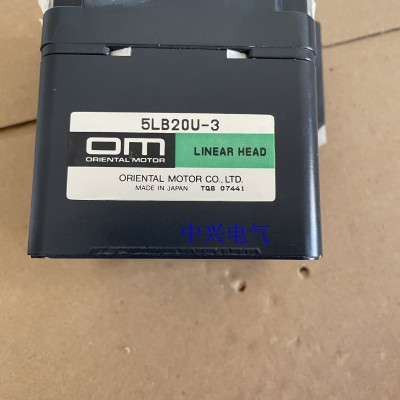 5LB20U-3
OM
ORIENTAL MOTOR
LINEAR HEAD
ORIENTAL MOTOR CO., LTD.
MADE IN JAPAN TQB 07441
中兴电气